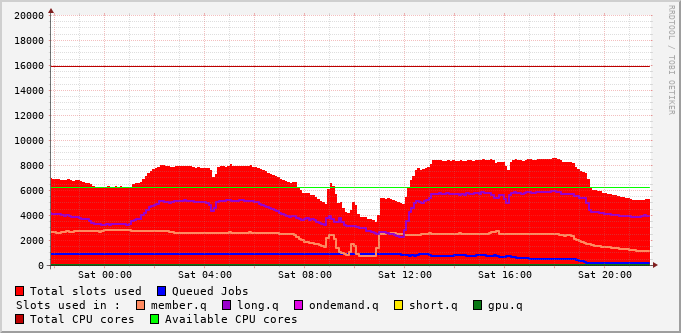 20000
18000
16000
14000
12000
10000
8000
6000
4000
2000
0
Sat 00:00 Sat 04:00 Sat 08:00 Sat 12:00 Sat 16:00 Sat 20:00
RRDTOOL / TOBI OETIKER
Total slots used Queued Jobs
Slots used in : member.q long.q ondemand.q short.q gpu.q
Total CPU cores Available CPU cores